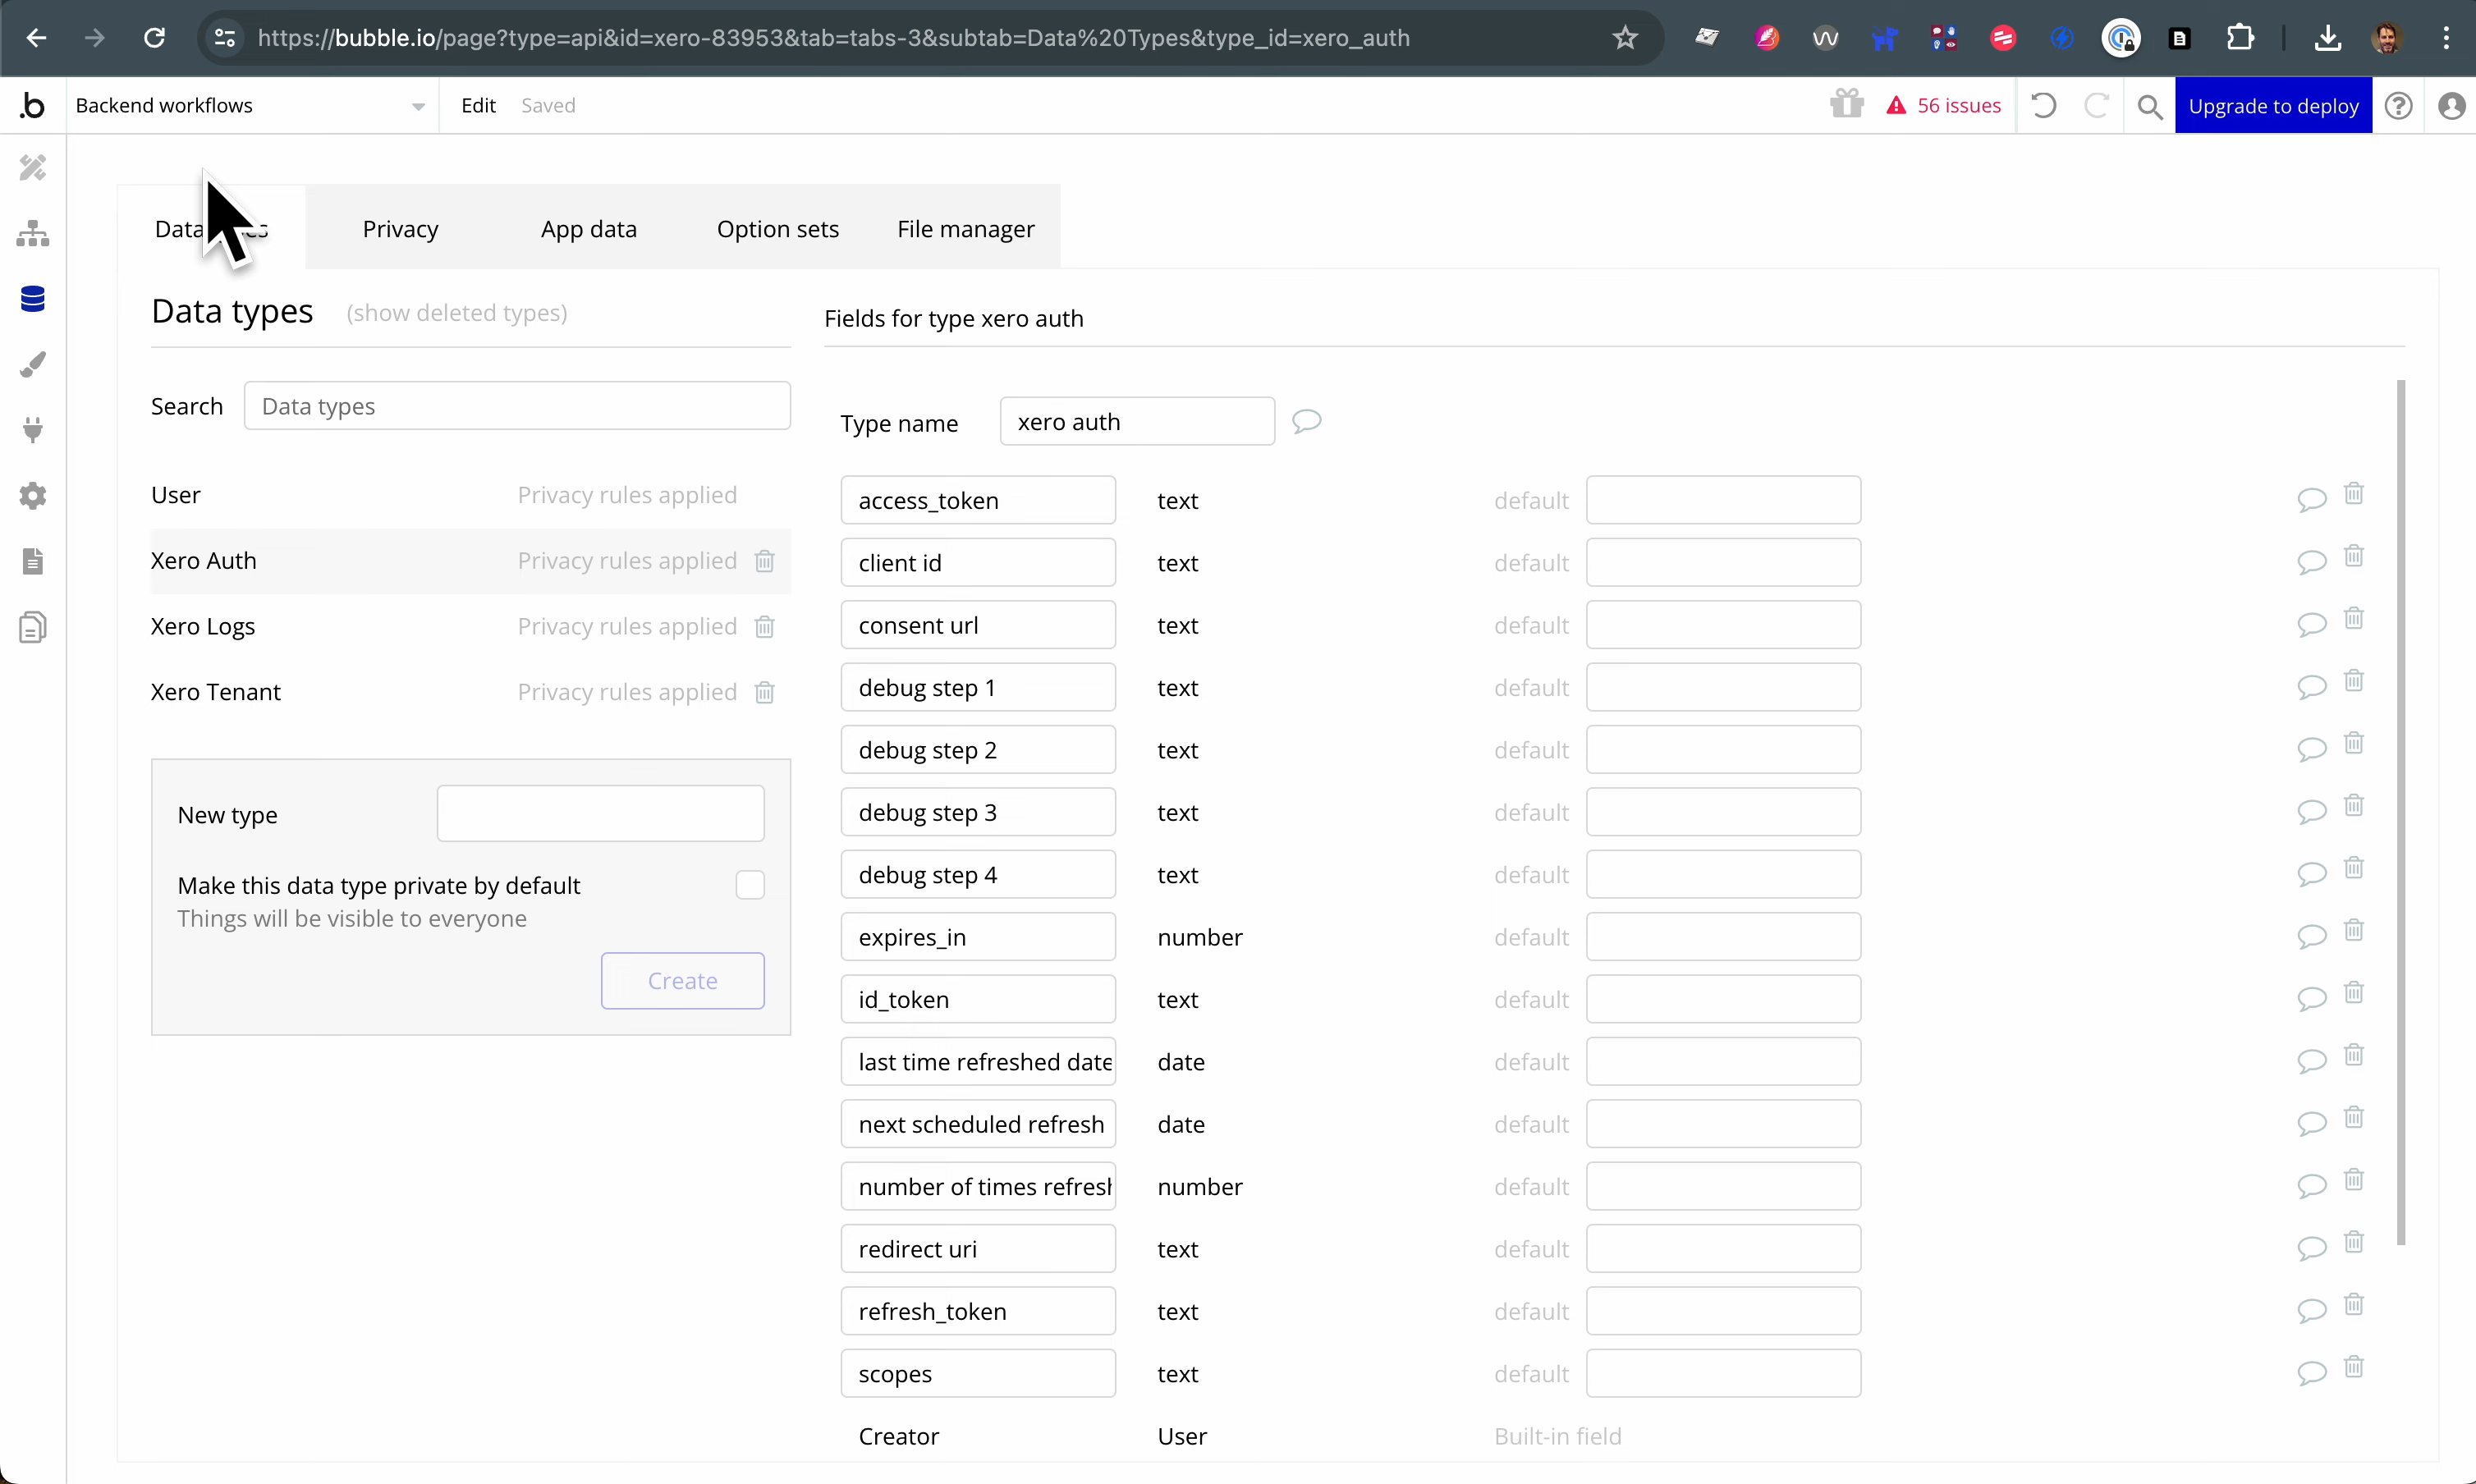 https://bubble.io/page?type=api&id=xero-83953&tab=tabs-3&subtab=Data%20Types&type_id=xero_auth
.b Backend workflows Edit Saved 56 issues Upgrade to deploy
Data Privacy App data Option sets File manager
Data types (show deleted types)
Fields for type xero auth
Search Data types
Type name xero auth
User Privacy rules applied
Xero Auth Privacy rules applied
Xero Logs Privacy rules applied
Xero Tenant Privacy rules applied
New type
Make this data type private by default
Things will be visible to everyone
Create
access_token text default
client id text default
consent url text default
debug step 1 text default
debug step 2 text default
debug step 3 text default
debug step 4 text default
expires_in number default
id_token text default
last time refreshed date date default
next scheduled refresh date default
number of times refresh number default
redirect uri text default
refresh_token text default
scopes text default
Creator User Built-in field